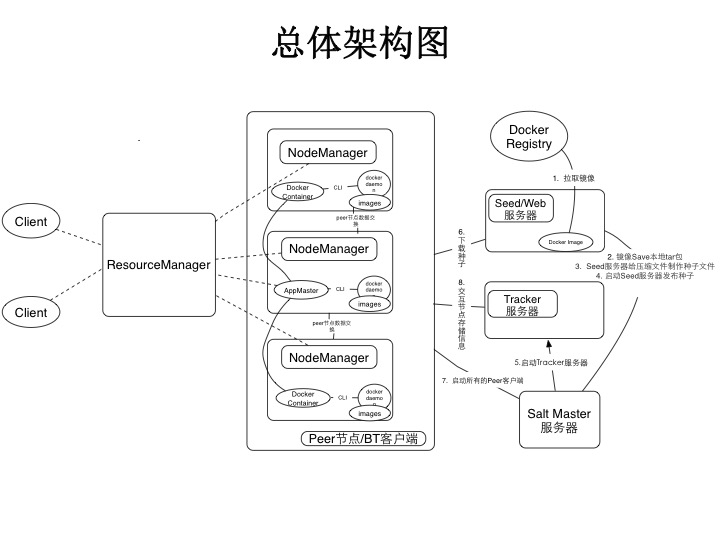 总体架构图
Client
Client
ResourceManager
NodeManager
Docker
Container
CLI
docker
daemo
n
images
peer节点数据交
换
NodeManager
AppMaster
CLI
docker
daemo
n
images
peer节点数据交
换
NodeManager
Docker
Container
CLI
docker
daemo
n
images
Peer节点/BT客户端
Docker
Registry
1. 拉取镜像
Seed/Web
服务器
Docker Image
2. 镜像Save本地tar包
3. Seed服务器给压缩文件制作种子文件
4. 启动Seed服务器发布种子
6.
下
载
种
子
8.
交
互
节
点
存
储
信
息
Tracker
服务器
5.启动Tracker服务器
7. 启动所有的Peer客户端
Salt Master
服务器